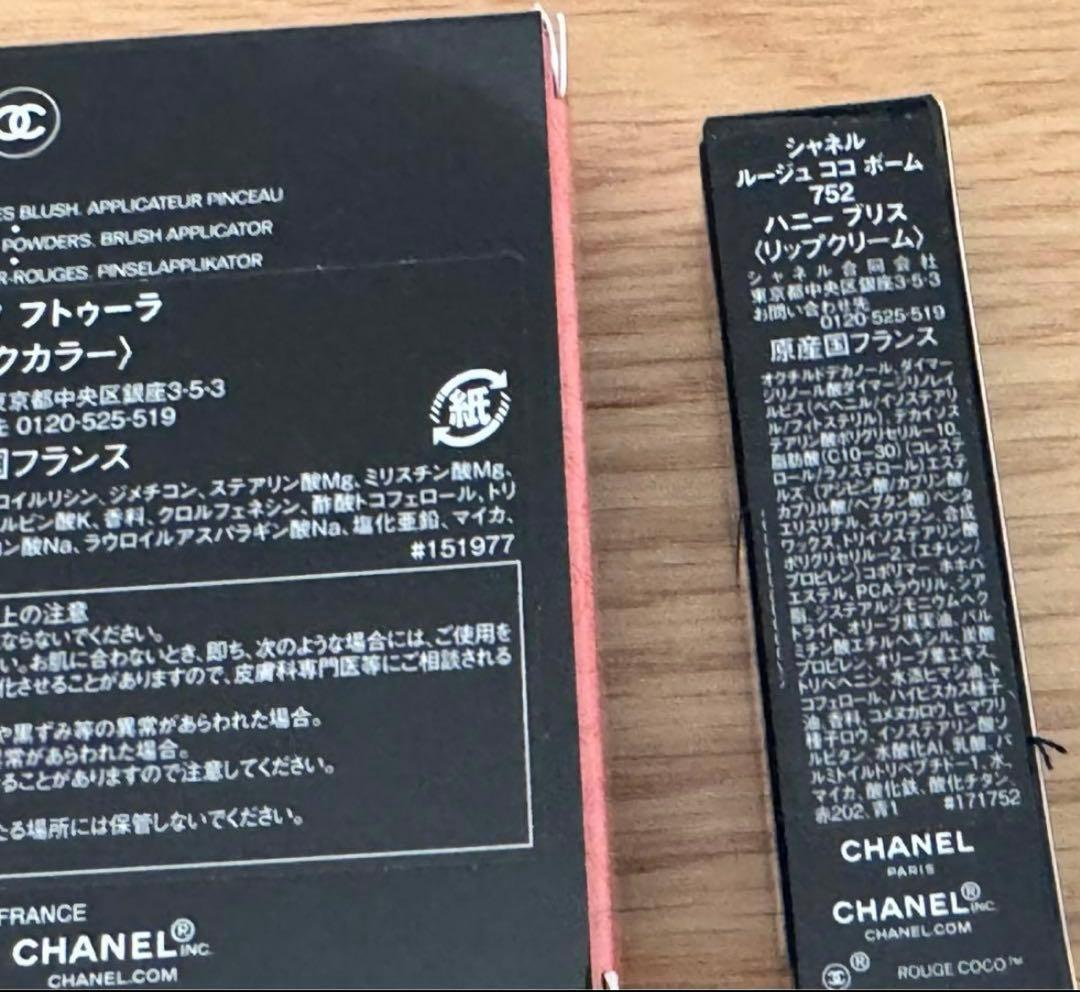 ES BLUSH. APPLICATEUR PINCEAU
POWDERS. BRUSH APPLICATOR
R-ROUGES. PINSELAPPLIKATOR
フトゥーラ
クカラー〉
東京都中央区銀座3-5-3
0120-525-519
国フランス
紙
ロイルリシン、ジメチコン、ステアリン酸Mg、ミリスチン酸Mg、
ルビン酸K、香料、クロルフェネシン、酢酸トコフェロール、トリ
ン酸Na、ラウロイルアスパラギン酸Na、塩化亜鉛、マイカ、
#151977
上の注意
ならないでください。
い。お肌に合わないとき、即ち、次のような場合には、ご使用を
化させることがありますので、皮膚科専門医等にご相談される
や黒ずみ等の異常があらわれた場合。
異常があらわれた場合。
ることがありますので注意してください。
たる場所には保管しないでください。
FRANCE
CHANEL® INC.
CHANEL.COM
シャネル
ルージュ ココ ボーム
752
ハニー ブリス
〈リップクリーム〉
シャネル合同会社
東京都中央区銀座3-5-3
お問い合わせ先
0120-525-519
原産国フランス
オクチルドデカノール、ダイマー
ジリノール酸ダイマージリノレイ
ルビス(ベヘニル/イソステアリ
ル/フィトステリル)、デカイソス
テアリン酸ポリグリセリル-10、
脂肪酸(C10-30)(コレステ
ロール/ラノステロール)エステ
ルズ、(アジピン酸/カプリン酸/
カプリル酸/ヘプタン酸)ペンタ
エリスリチル、スクワラン、合成
ワックス、トリイソステアリン酸
ポリグリセリル-2、(エチレン/
プロピレン)コポリマー、ホホバ
エステル、PCAラウリル、シア
脂、ジステアルジモニウムヘク
トライト、オリーブ果実油、パル
ミチン酸エチルヘキシル、炭酸
プロピレン、オリーブ葉エキス、
トリベヘニン、水添ヒマシ油、ト
コフェロール、ハイビスカス種子
油、香料、コメヌカロウ、ヒマワリ
種子ロウ、イソステアリン酸ソ
ルビタン、水酸化Al、乳酸、パ
ルミトイルトリペプチド-1、水、
マイカ、酸化鉄、酸化チタン、
赤202、青1 #171752
CHANEL
PARIS
CHANEL® INC.
CHANEL.COM
® ROUGE COCO™